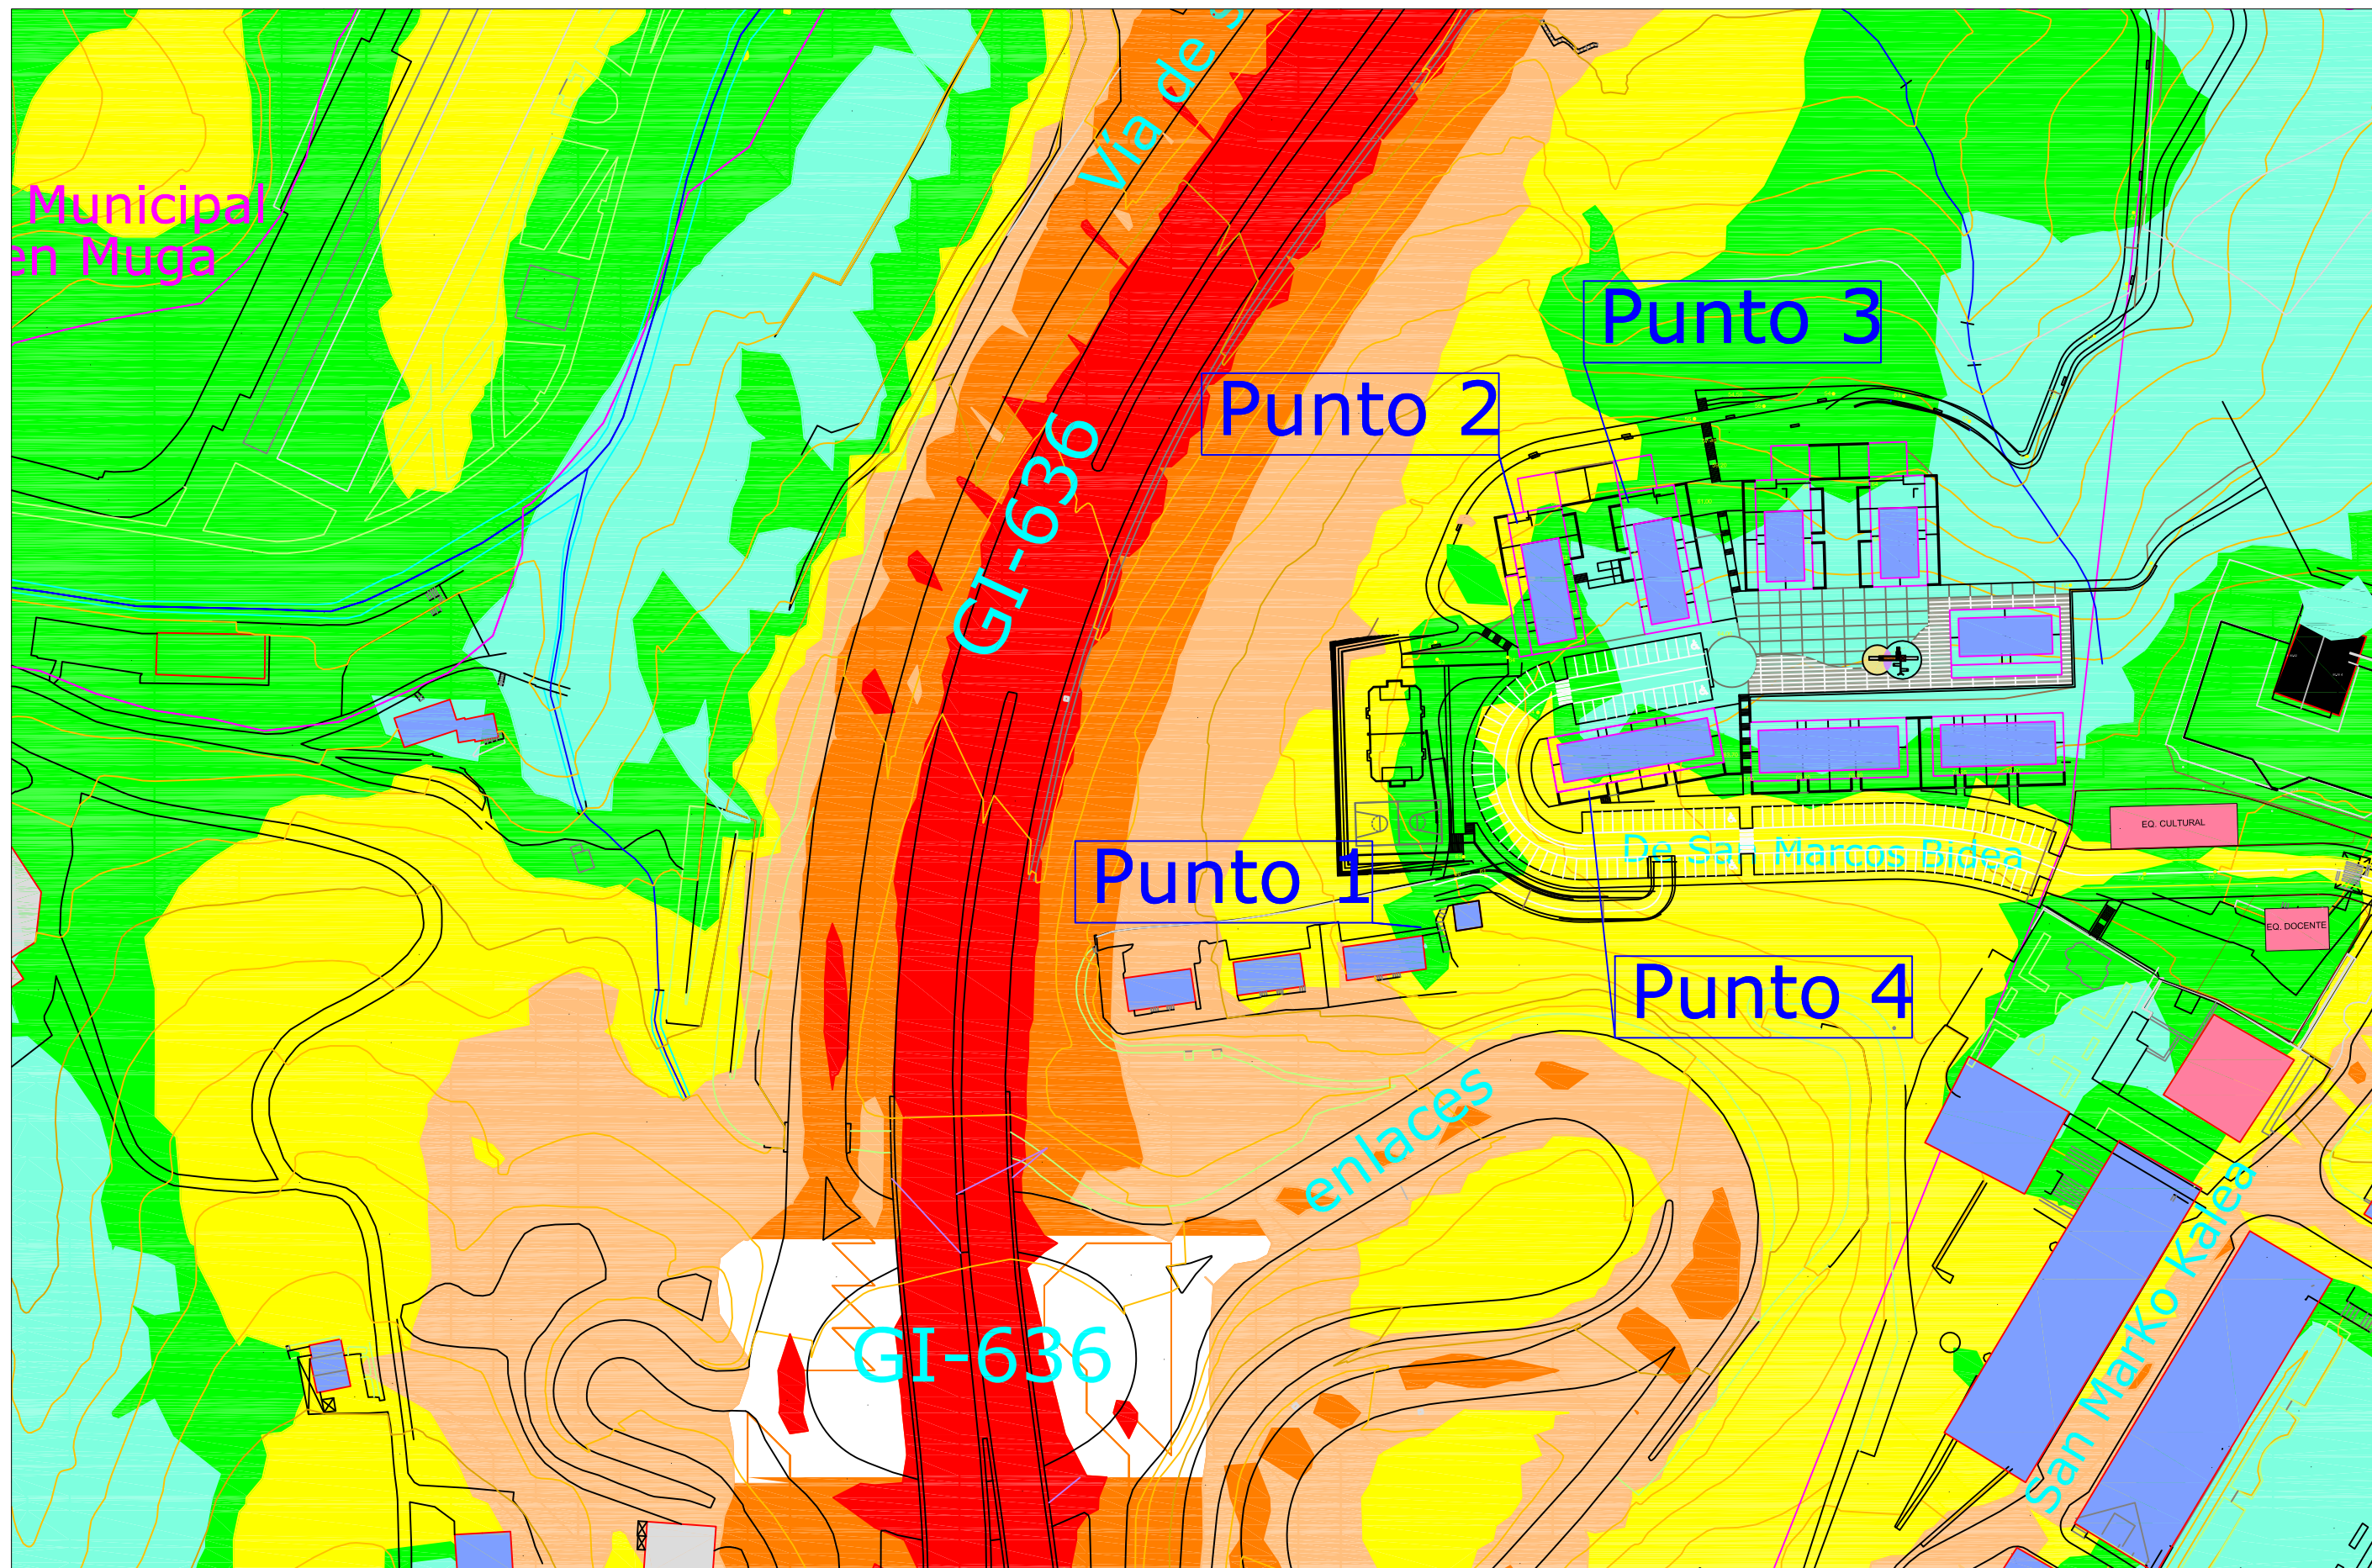 Vía de s
Municipal
en Muga
Punto 3
Punto 2
GI-636
Punto 1
De San Marcos Bidea
EQ. CULTURAL
EQ. DOCENTE
Punto 4
enlaces
San MarKo Kalea
GI-636